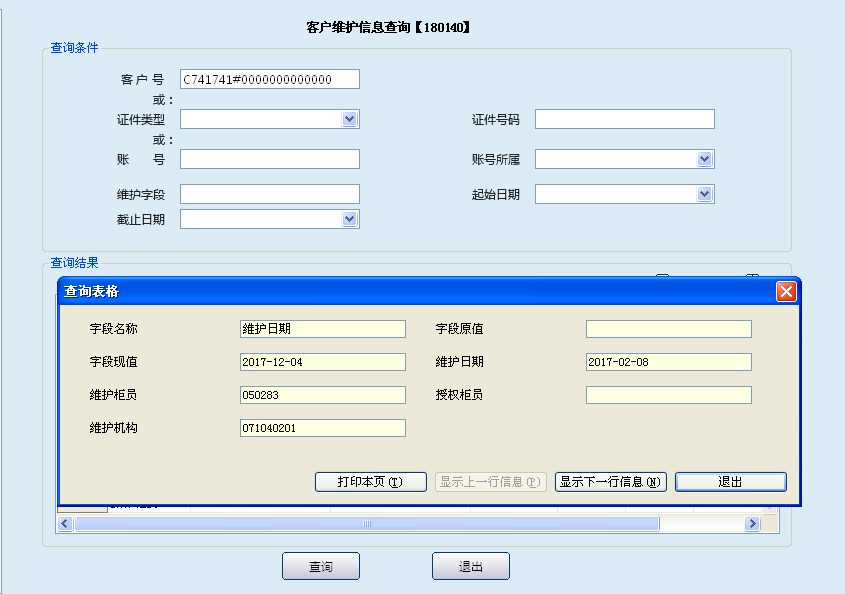 客户维护信息查询【180140】
查询条件
客 户 号 C741741#0000000000000
或：
证件类型 证件号码
或：
账 号 账号所属
维护字段 起始日期
截止日期
查询结果
查询表格
字段名称 维护日期 字段原值
字段现值 2017-12-04 维护日期 2017-02-08
维护柜员 050283 授权柜员
维护机构 071040201
打印本页(I) 显示上一行信息(P) 显示下一行信息(N) 退出
查询 退出